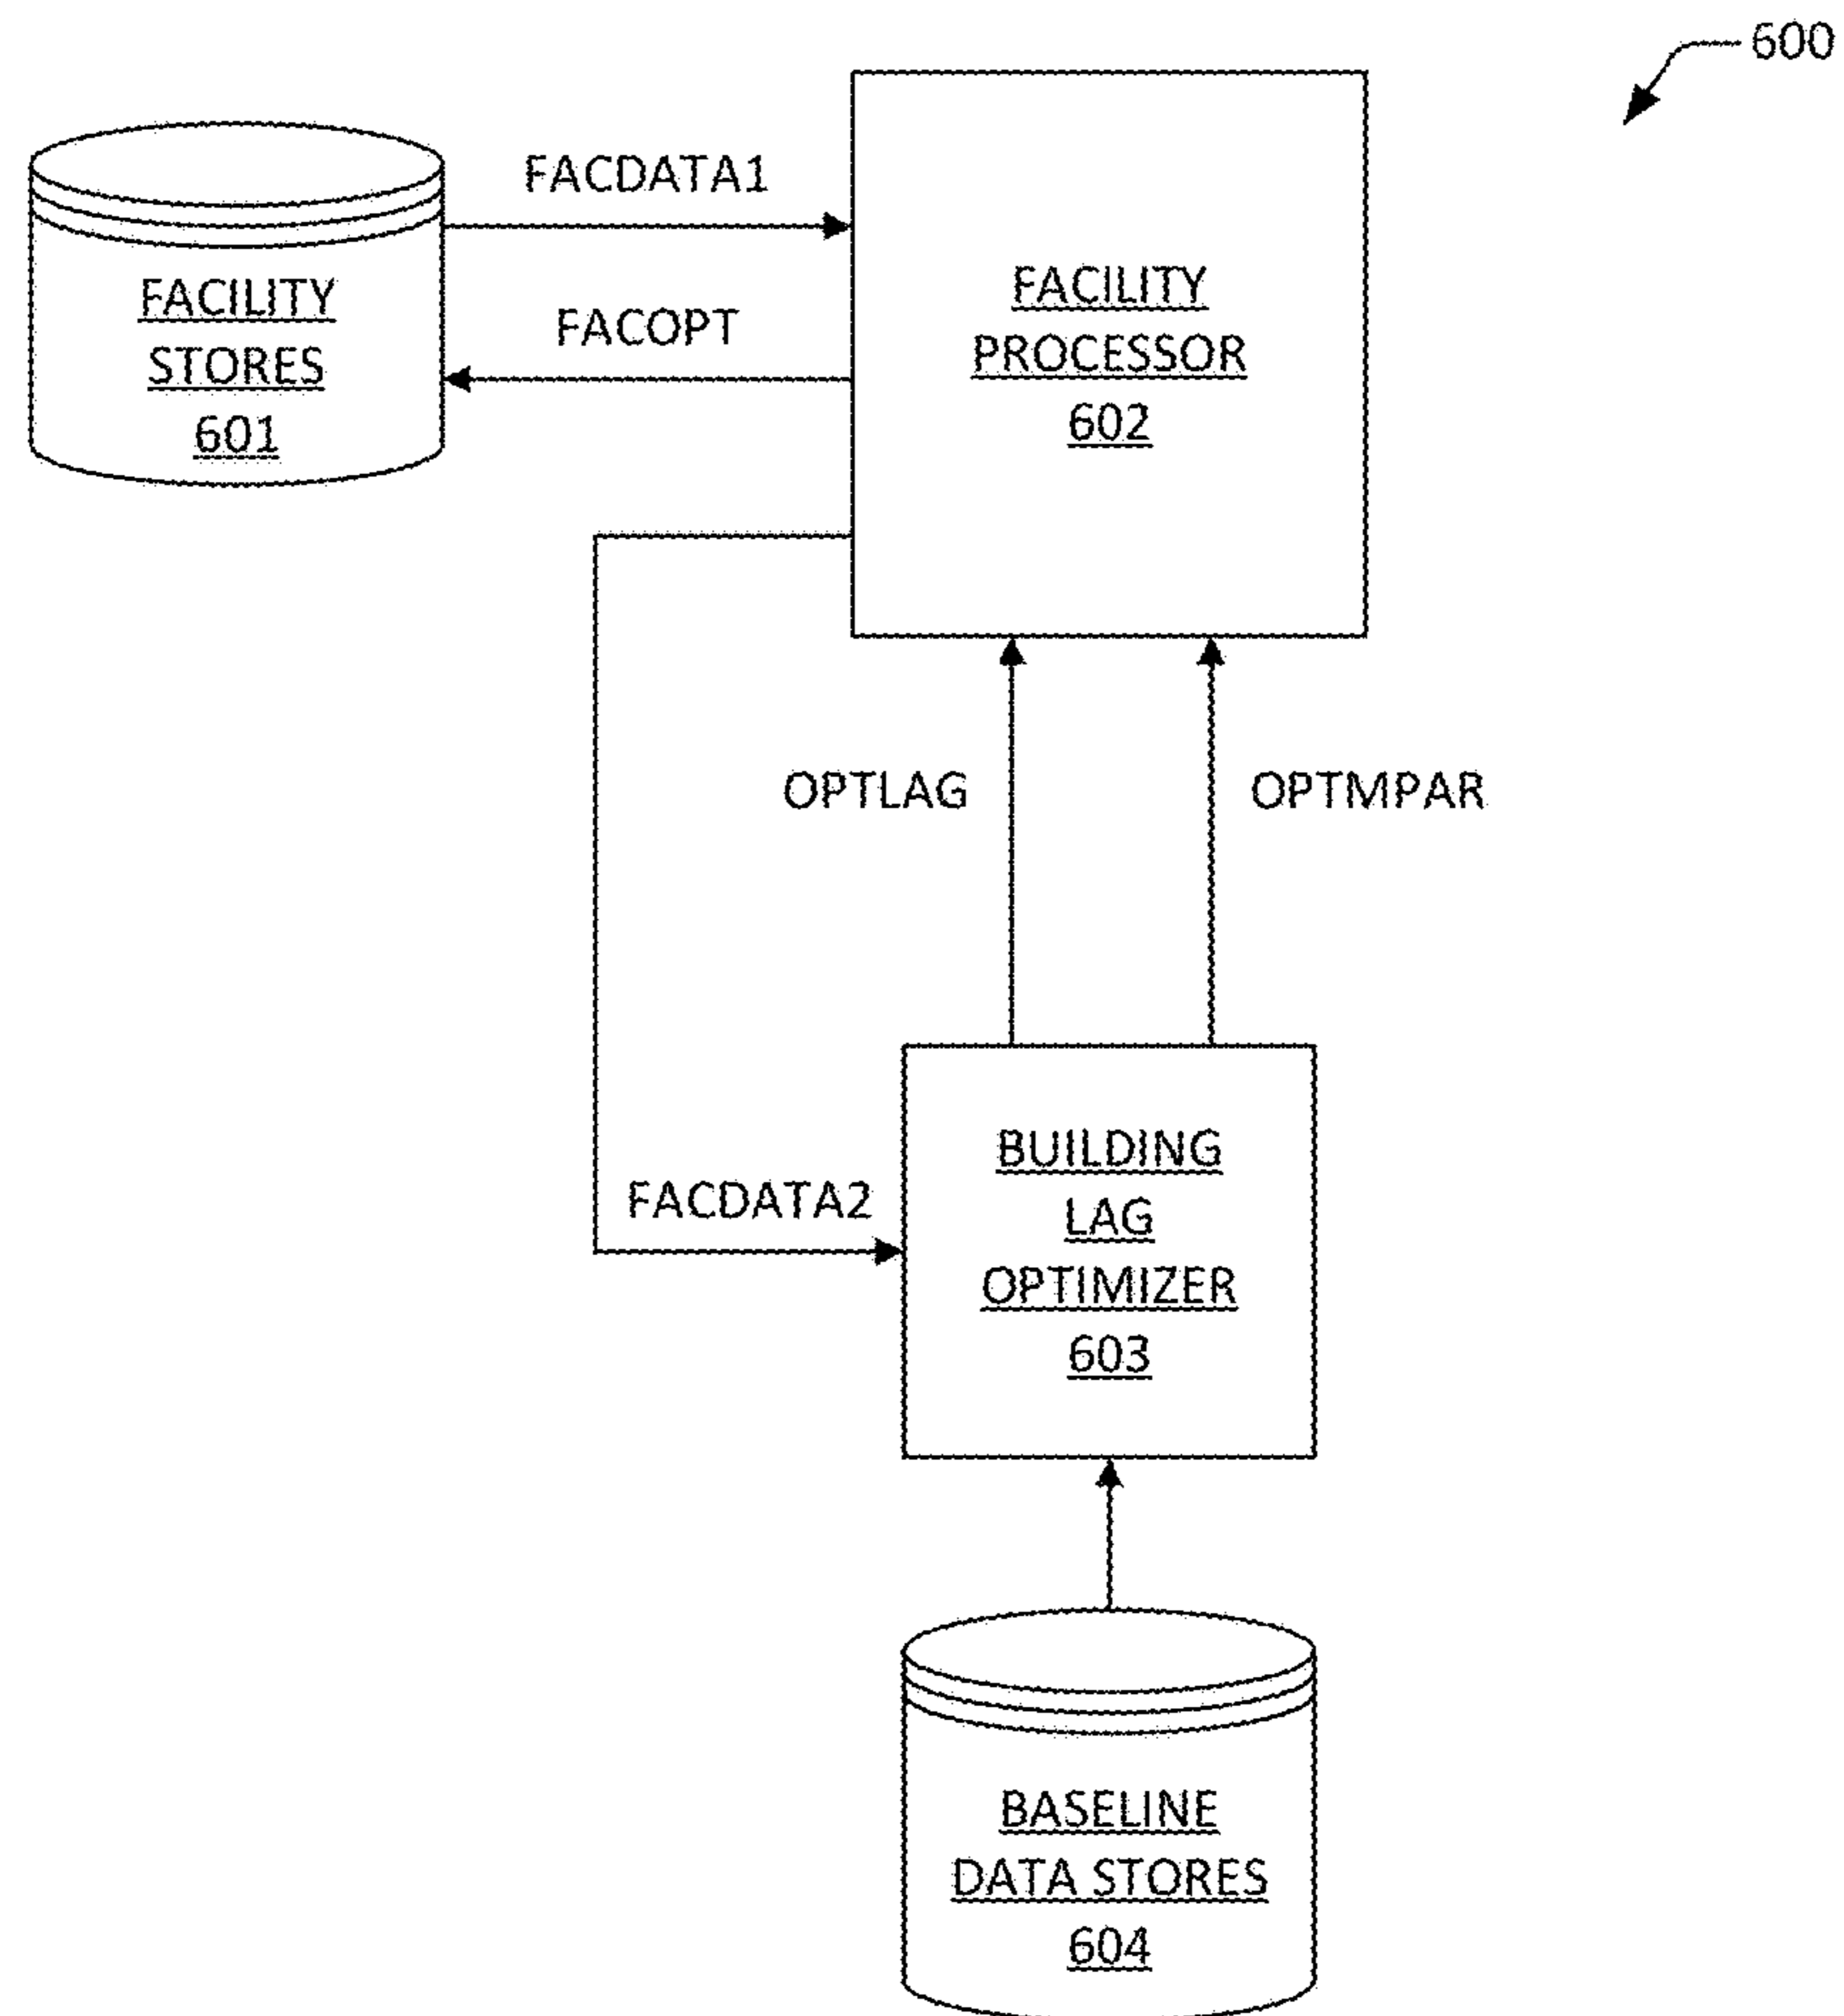 600
FACDATA1
FACILITY
STORES
601
FACOPT
FACILITY
PROCESSOR
602
OPTLAG
OPTMPAR
FACDATA2
BUILDING
LAG
OPTIMIZER
603
BASELINE
DATA STORES
604